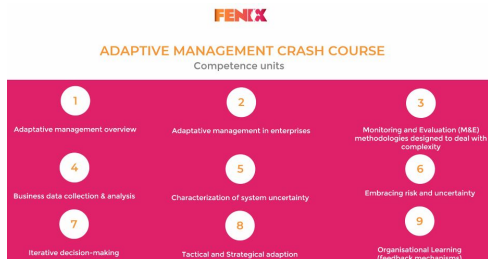 FENIX
ADAPTIVE MANAGEMENT CRASH COURSE
Competence units
1
2
3
Adaptative management overview
Adaptative management in enterprises
Monitoring and Evaluation (M&E)
methodologies designed to deal with
complexity
4
5
6
Business data collection & analysis
Characterization of system uncertainty
Embracing risk and uncertainty
7
8
9
Iterative decision-making
Tactical and Strategical adaption
Organisational Learning
(feedback mechanisms)